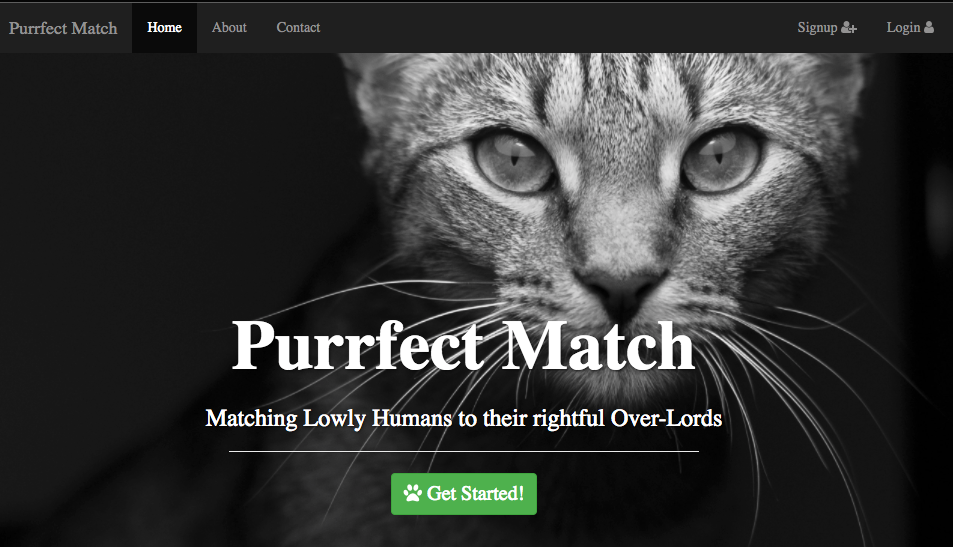 Purrfect Match Home About Contact Signup Login
Purrfect Match
Matching Lowly Humans to their rightful Over-Lords
Get Started!